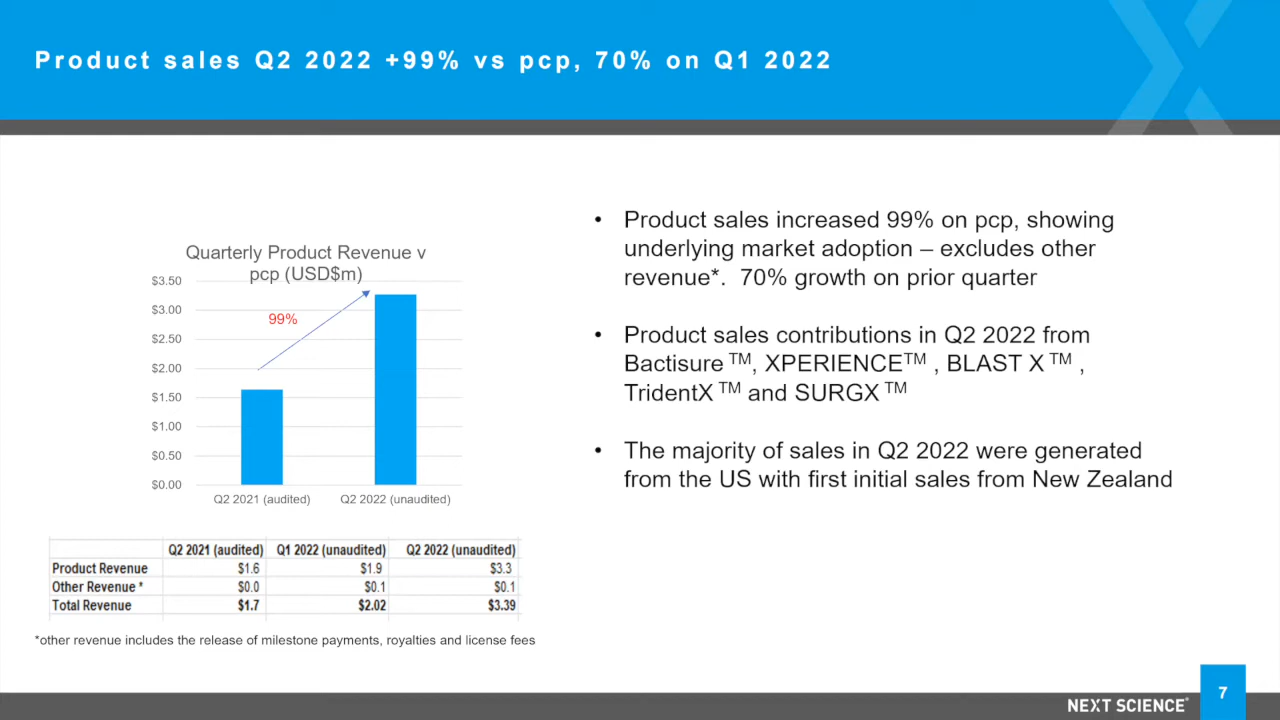 Product sales Q2 2022 +99% vs pcp, 70% on Q1 2022
Quarterly Product Revenue v
pcp (USD$m)
$3.50
$3.00
$2.50
$2.00
$1.50
$1.00
$0.50
$0.00
99%
Q2 2021 (audited) Q2 2022 (unaudited)
Q2 2021 (audited) Q1 2022 (unaudited) Q2 2022 (unaudited)
Product Revenue $1.6 $1.9 $3.3
Other Revenue * $0.0 $0.1 $0.1
Total Revenue $1.7 $2.02 $3.39
*other revenue includes the release of milestone payments, royalties and license fees
• Product sales increased 99% on pcp, showing
underlying market adoption – excludes other
revenue*. 70% growth on prior quarter
• Product sales contributions in Q2 2022 from
Bactisure TM, XPERIENCETM , BLAST X TM ,
TridentX TM and SURGX TM
• The majority of sales in Q2 2022 were generated
from the US with first initial sales from New Zealand
NEXT SCIENCE
7